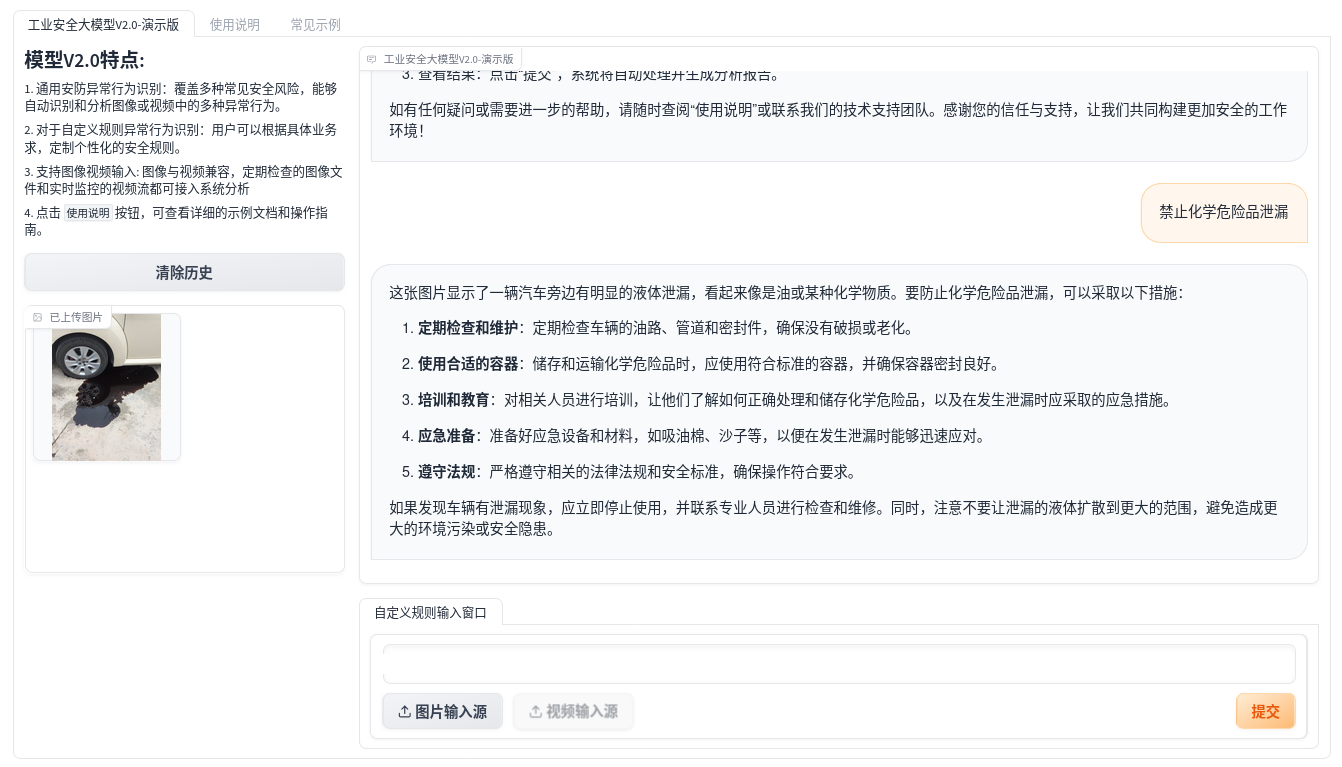 工业安全大模型V2.0-演示版
使用说明
常见示例
模型V2.0特点:
1. 通用安防异常行为识别：覆盖多种常见安全风险，能够
自动识别和分析图像或视频中的多种异常行为。
2. 对于自定义规则异常行为识别：用户可以根据具体业务
求，定制个性化的安全规则。
3. 支持图像视频输入: 图像与视频兼容，定期检查的图像文
件和实时监控的视频流都可接入系统分析
4. 点击 使用说明 按钮，可查看详细的示例文档和操作指
南。
清除历史
已上传图片
工业安全大模型V2.0-演示版
3. 查看结果：点击“提交”，系统将自动处理并生成分析报告。
如有任何疑问或需要进一步的帮助，请随时查阅“使用说明”或联系我们的技术支持团队。感谢您的信任与支持，让我们共同构建更加安全的工作
环境！
禁止化学危险品泄漏
这张图片显示了一辆汽车旁边有明显的液体泄漏，看起来像是油或某种化学物质。要防止化学危险品泄漏，可以采取以下措施：
1. 定期检查和维护：定期检查车辆的油路、管道和密封件，确保没有破损或老化。
2. 使用合适的容器：储存和运输化学危险品时，应使用符合标准的容器，并确保容器密封良好。
3. 培训和教育：对相关人员进行培训，让他们了解如何正确处理和储存化学危险品，以及在发生泄漏时应采取的应急措施。
4. 应急准备：准备好应急设备和材料，如吸油棉、沙子等，以便在发生泄漏时能够迅速应对。
5. 遵守法规：严格遵守相关的法律法规和安全标准，确保操作符合要求。
如果发现车辆有泄漏现象，应立即停止使用，并联系专业人员进行检查和维修。同时，注意不要让泄漏的液体扩散到更大的范围，避免造成更
大的环境污染或安全隐患。
自定义规则输入窗口
图片输入源
视频输入源
提交